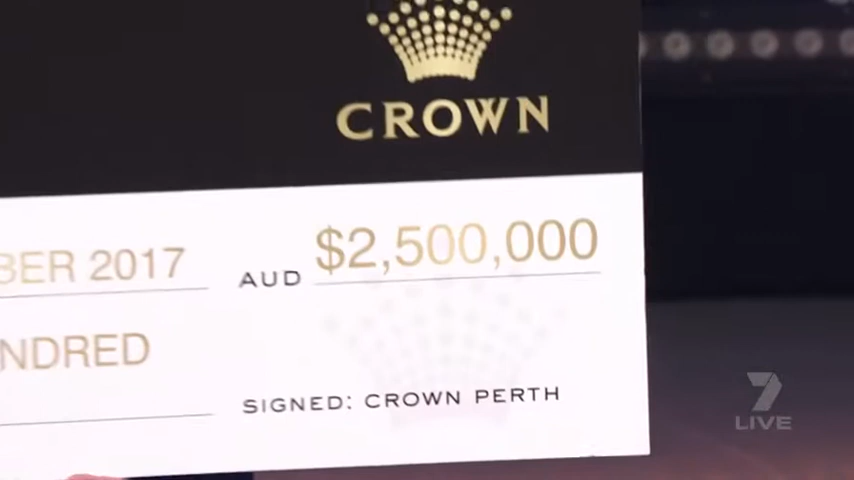 CROWN
BER 2017
AUD $2,500,000
NDRED
SIGNED: CROWN PERTH
7
LIVE